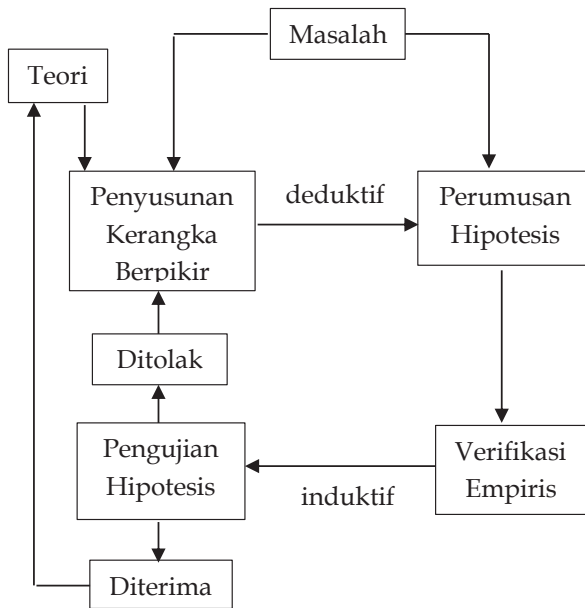 Masalah
Teori
Penyusunan
Kerangka
Berpikir
deduktif
Perumusan
Hipotesis
Ditolak
Pengujian
Hipotesis
induktif
Verifikasi
Empiris
Diterima